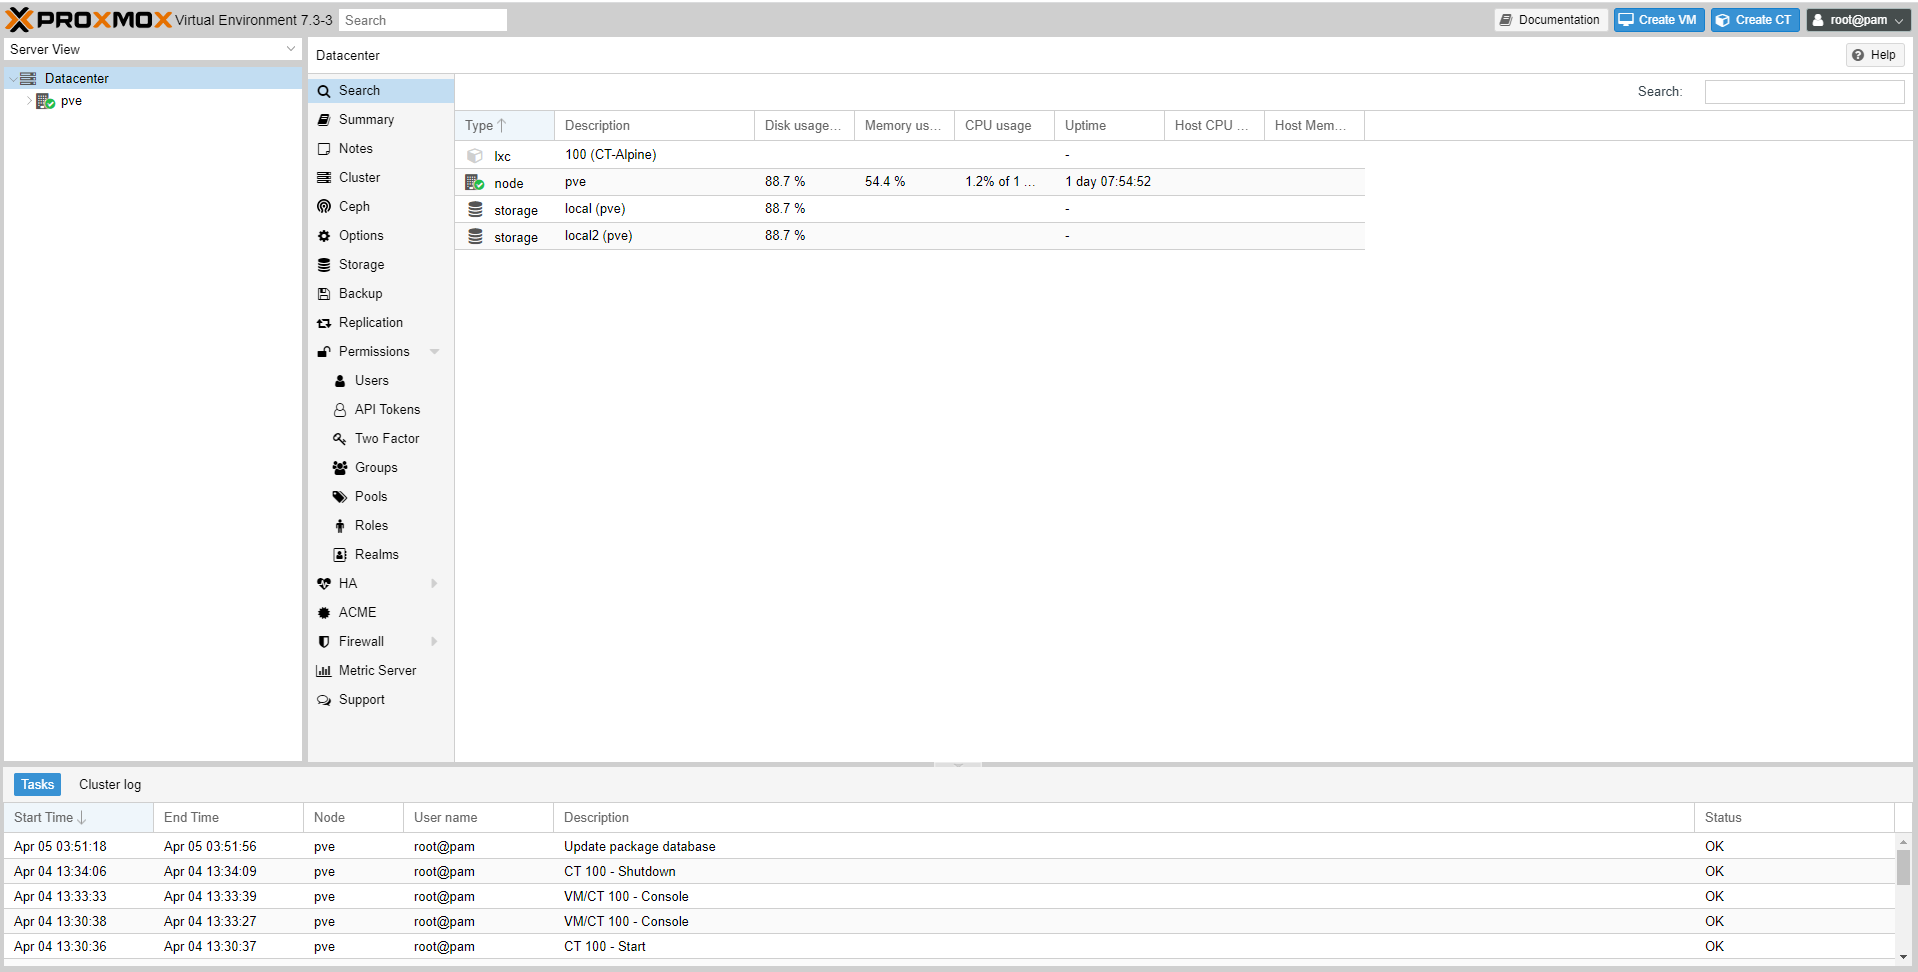 PROXMOX Virtual Environment 7.3-3 Search Documentation Create VM Create CT root@pam
Server View
Datacenter
pve
Datacenter Help
Search
Summary
Notes
Cluster
Ceph
Options
Storage
Backup
Replication
Permissions
Users
API Tokens
Two Factor
Groups
Pools
Roles
Realms
HA
ACME
Firewall
Metric Server
Support
Search:
Type Description Disk usage... Memory us... CPU usage Uptime Host CPU ... Host Mem...
lxc 100 (CT-Alpine) -
node pve 88.7 % 54.4 % 1.2% of 1 ... 1 day 07:54:52
storage local (pve) 88.7 % -
storage local2 (pve) 88.7 % -
Tasks Cluster log
Start Time End Time Node User name Description Status
Apr 05 03:51:18 Apr 05 03:51:56 pve root@pam Update package database OK
Apr 04 13:34:06 Apr 04 13:34:09 pve root@pam CT 100 - Shutdown OK
Apr 04 13:33:33 Apr 04 13:33:39 pve root@pam VM/CT 100 - Console OK
Apr 04 13:30:38 Apr 04 13:33:27 pve root@pam VM/CT 100 - Console OK
Apr 04 13:30:36 Apr 04 13:30:37 pve root@pam CT 100 - Start OK